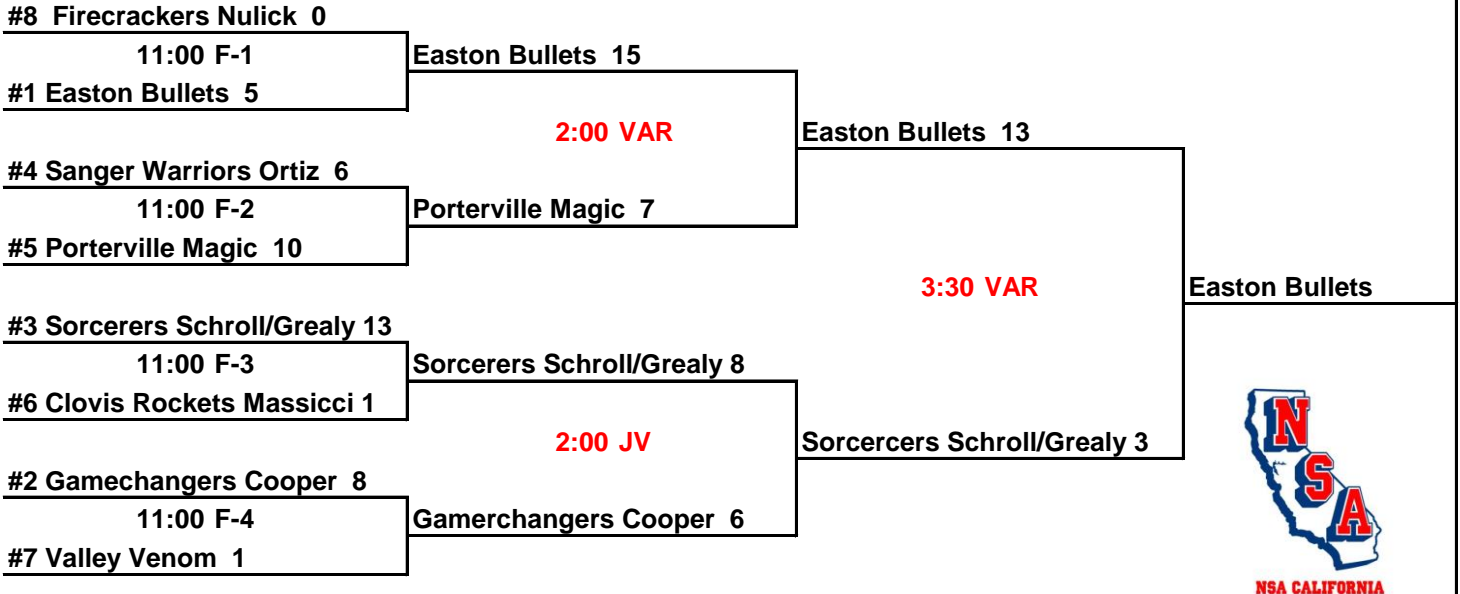 #8 Firecrackers Nulick 0
11:00 F-1
Easton Bullets 15
#1 Easton Bullets 5
2:00 VAR
Easton Bullets 13
#4 Sanger Warriors Ortiz 6
11:00 F-2
Porterville Magic 7
#5 Porterville Magic 10
3:30 VAR
Easton Bullets
#3 Sorcerers Schroll/Grealy 13
11:00 F-3
Sorcerers Schroll/Grealy 8
#6 Clovis Rockets Massicci 1
2:00 JV
Sorcercers Schroll/Grealy 3
#2 Gamechangers Cooper 8
11:00 F-4
Gamerchangers Cooper 6
#7 Valley Venom 1
NSA
NSA CALIFORNIA